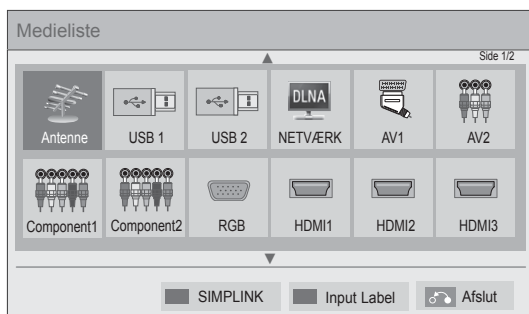 Medieliste
Side 1/2
Antenne USB 1 USB 2 DLNA NETVÆRK AV1 AV2
Component1 Component2 RGB HDMI1 HDMI2 HDMI3
SIMPLINK Input Label Afslut